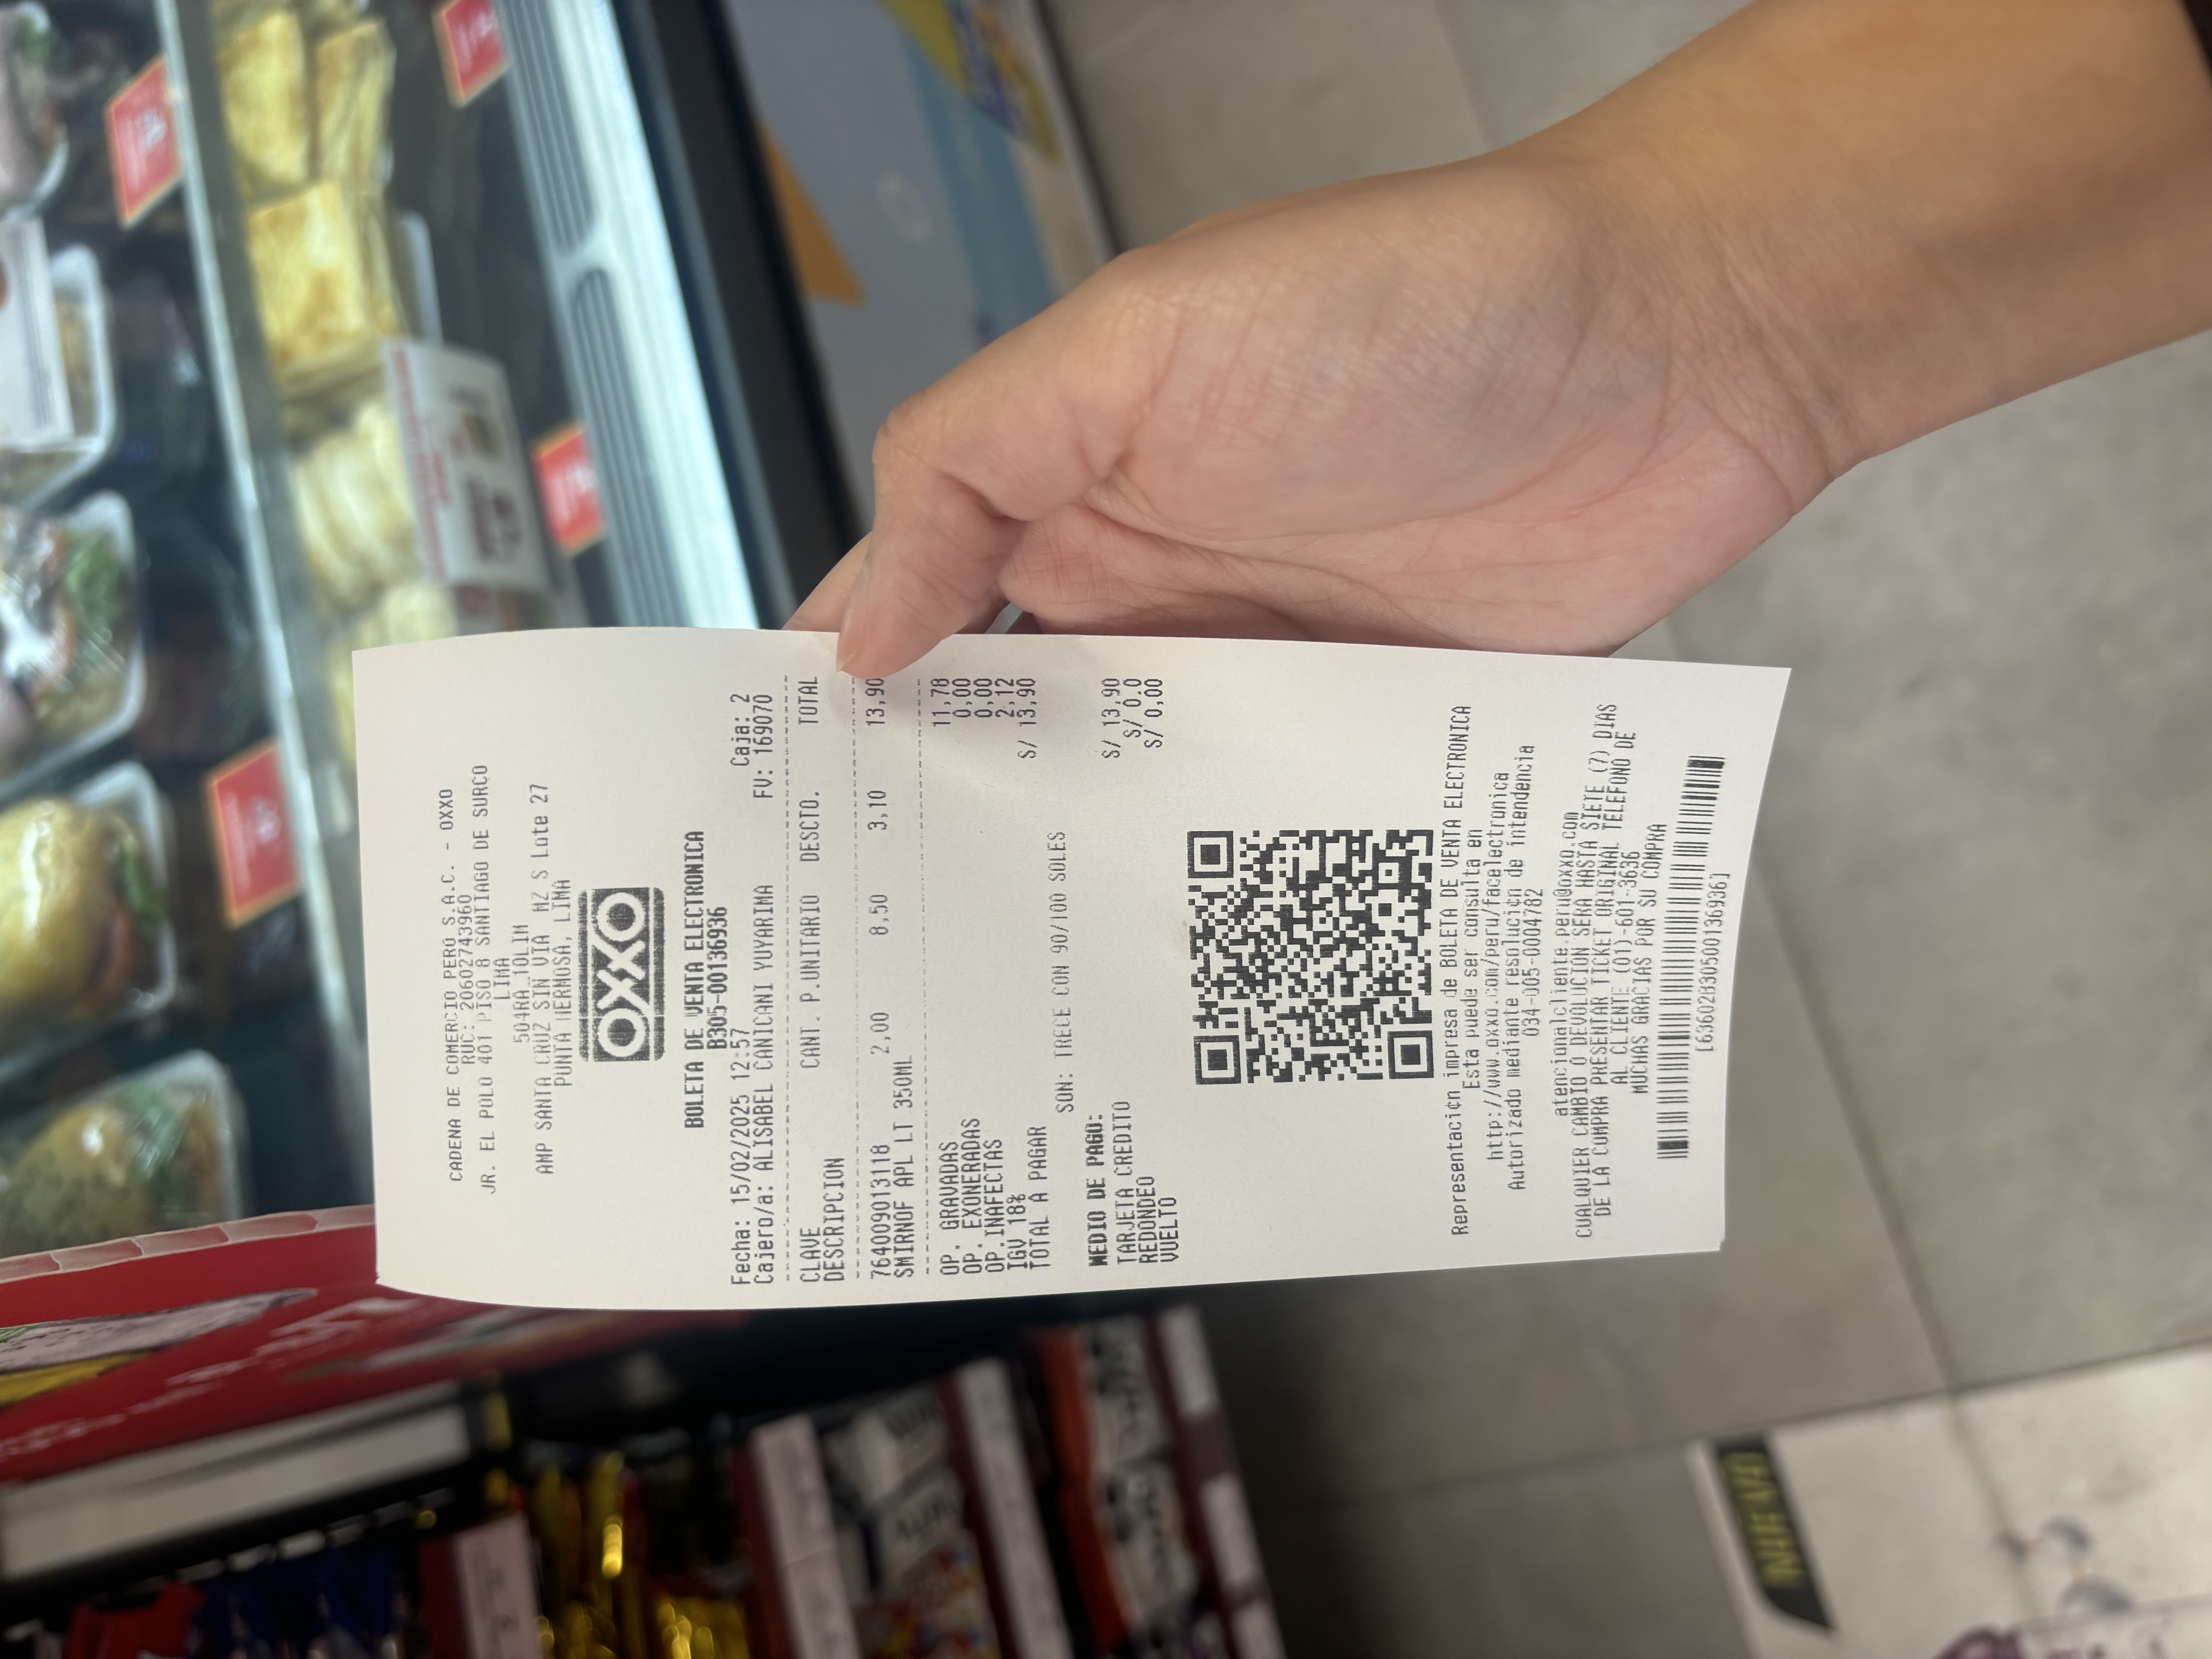 CADENA DE COMERCIO PERÚ S.A.C. - OXXO
RUC: 20602743960
JR. EL POLO 401 PISO 8 SANTIAGO DE SURCO
LIMA
504RA_10LIM
AMP SANTA CRUZ SIN VIA MZ S Lote 27
PUNTA HERMOSA, LIMA
OXXO
BOLETA DE VENTA ELECTRONICA
B305-00136936
Fecha: 15/02/2025 12:57 Caja: 2
Cajero/a: ALISABEL CANICANI YUYARIMA FV: 169070
CLAVE CANT. P.UNITARIO DESCTO. TOTAL
DESCRIPCION
764009013118 2,00 8,50 3,10 13,90
SMIRNOF APL LT 350ML
OP. GRAVADAS 11,78
OP. EXONERADAS 0,00
OP.INAFECTAS 0,00
IGV 18% 2,12
TOTAL A PAGAR S/ 13,90
SON: TRECE CON 90/100 SOLES
MEDIO DE PAGO:
TARJETA CREDITO S/ 13,90
REDONDEO S/ 0.0
VUELTO S/ 0,00
Representaci¢n impresa de BOLETA DE VENTA ELECTRONICA
Esta puede ser consulta en
http://www.oxxo.com/peru/facelectronica
Autorizado mediante resoluci¢n de intendencia
034-005-0004782
atencionalcliente.peru@oxxo.com
CUALQUIER CAMBIO O DEVOLUCION SERA HASTA SIETE (7) DIAS
DE LA COMPRA PRESENTAR TICKET ORIGINAL TELEFONO DE
AL CLIENTE (01)-601-3636
MUCHAS GRACIAS POR SU COMPRA
[63602B30500136936]
NUEVO